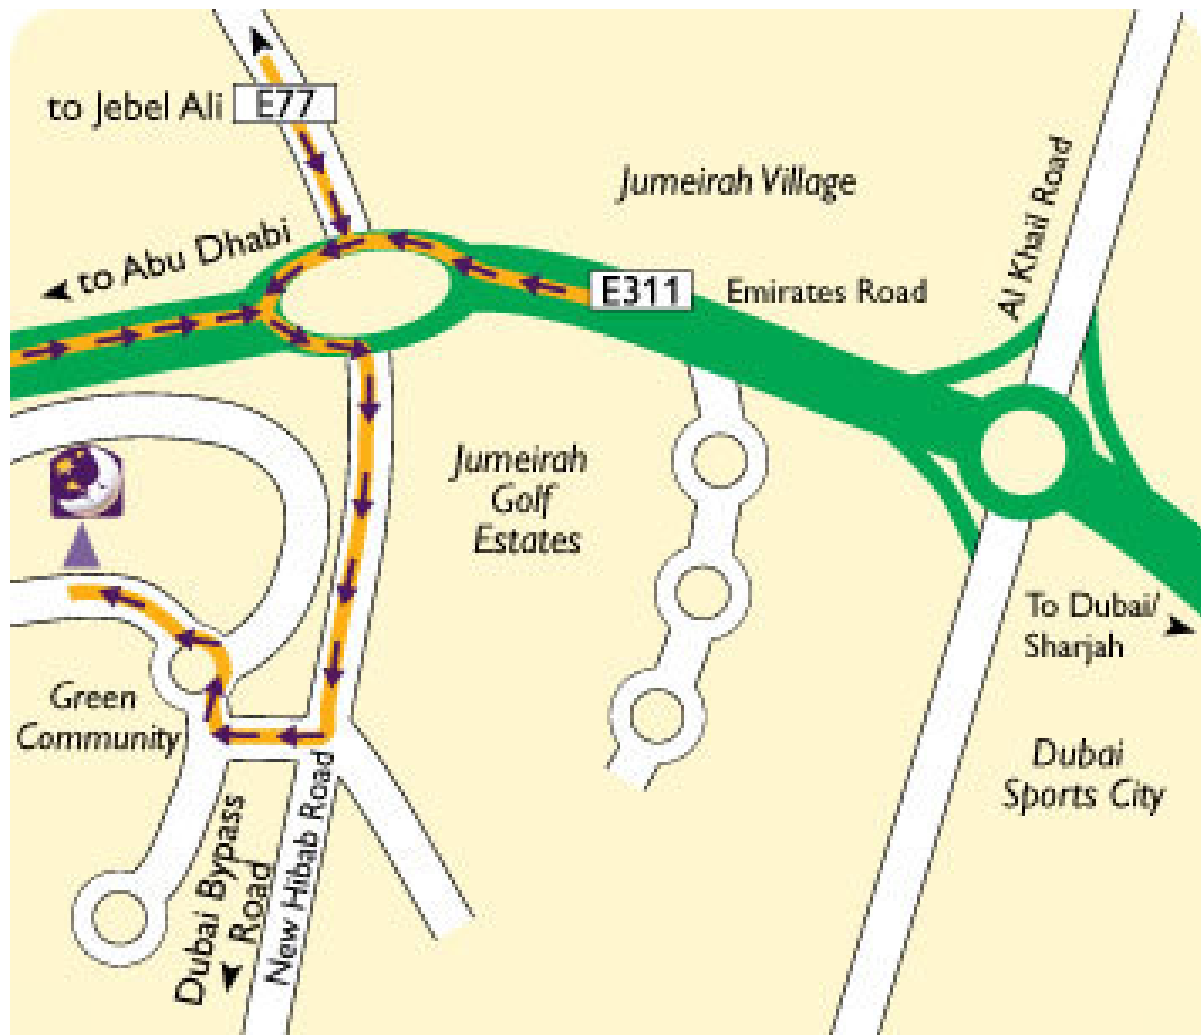 to Jebel Ali E77
Jumeirah Village
Al Khail Road
to Abu Dhabi
E311 Emirates Road
Jumeirah
Golf
Estates
To Dubai/
Sharjah
Green
Community
Dubai
Sports City
Dubai Bypass
Road
New Hibab Road